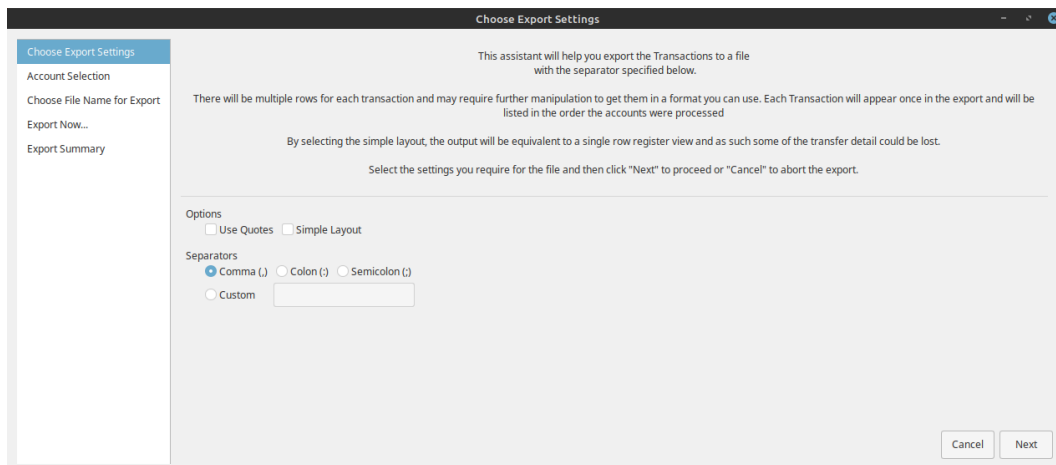 Choose Export Settings
Choose Export Settings
Account Selection
Choose File Name for Export
Export Now...
Export Summary
This assistant will help you export the Transactions to a file
with the separator specified below.
There will be multiple rows for each transaction and may require further manipulation to get them in a format you can use. Each Transaction will appear once in the export and will be
listed in the order the accounts were processed
By selecting the simple layout, the output will be equivalent to a single row register view and as such some of the transfer detail could be lost.
Select the settings you require for the file and then click "Next" to proceed or "Cancel" to abort the export.
Options
Use Quotes Simple Layout
Separators
Comma (,) Colon (:) Semicolon (;)
Custom
Cancel Next